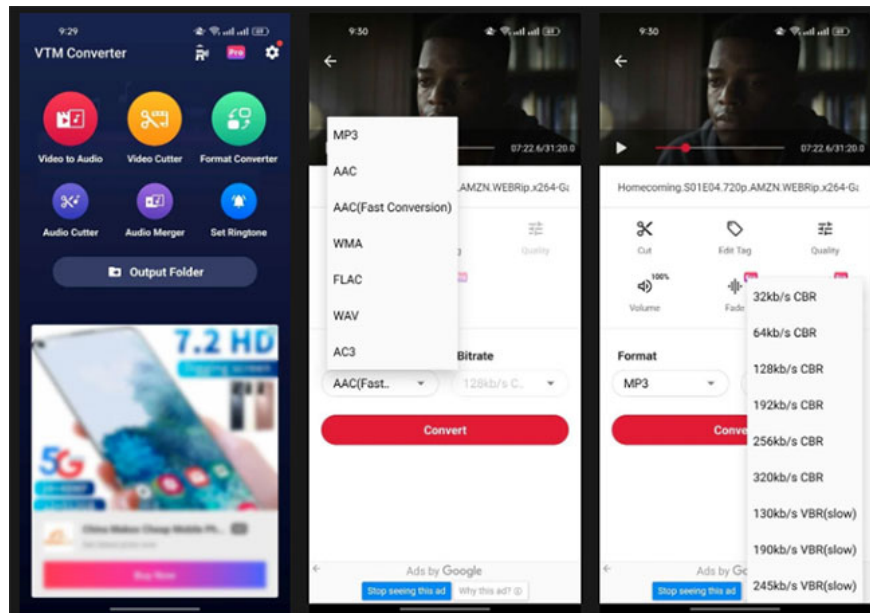 9:29
VTM Converter
Pro
Video to Audio
Video Cutter
Format Converter
Audio Cutter
Audio Merger
Set Ringtone
Output Folder
7.2 HD
5G
Buy Now
9:30
MP3
AAC
AAC(Fast Conversion)
WMA
FLAC
WAV
AC3
07:22.6/31:20.0
.AMZN.WEBRip.x264-Ga
Quality
Bitrate
AAC(Fast..
128kb/s C..
Convert
Ads by Google
Stop seeing this ad
Why this ad?
9:30
07:22.6/31:20.0
Homecoming.S01E04.720p.AMZN.WEBRip.x264-Ga
Cut
Edit Tag
Quality
100%
Volume
Fade
Pro
Format
MP3
Conve
32kb/s CBR
64kb/s CBR
128kb/s CBR
192kb/s CBR
256kb/s CBR
320kb/s CBR
130kb/s VBR(slow)
190kb/s VBR(slow)
245kb/s VBR(slow)
Ads by Go
Stop seeing this ad